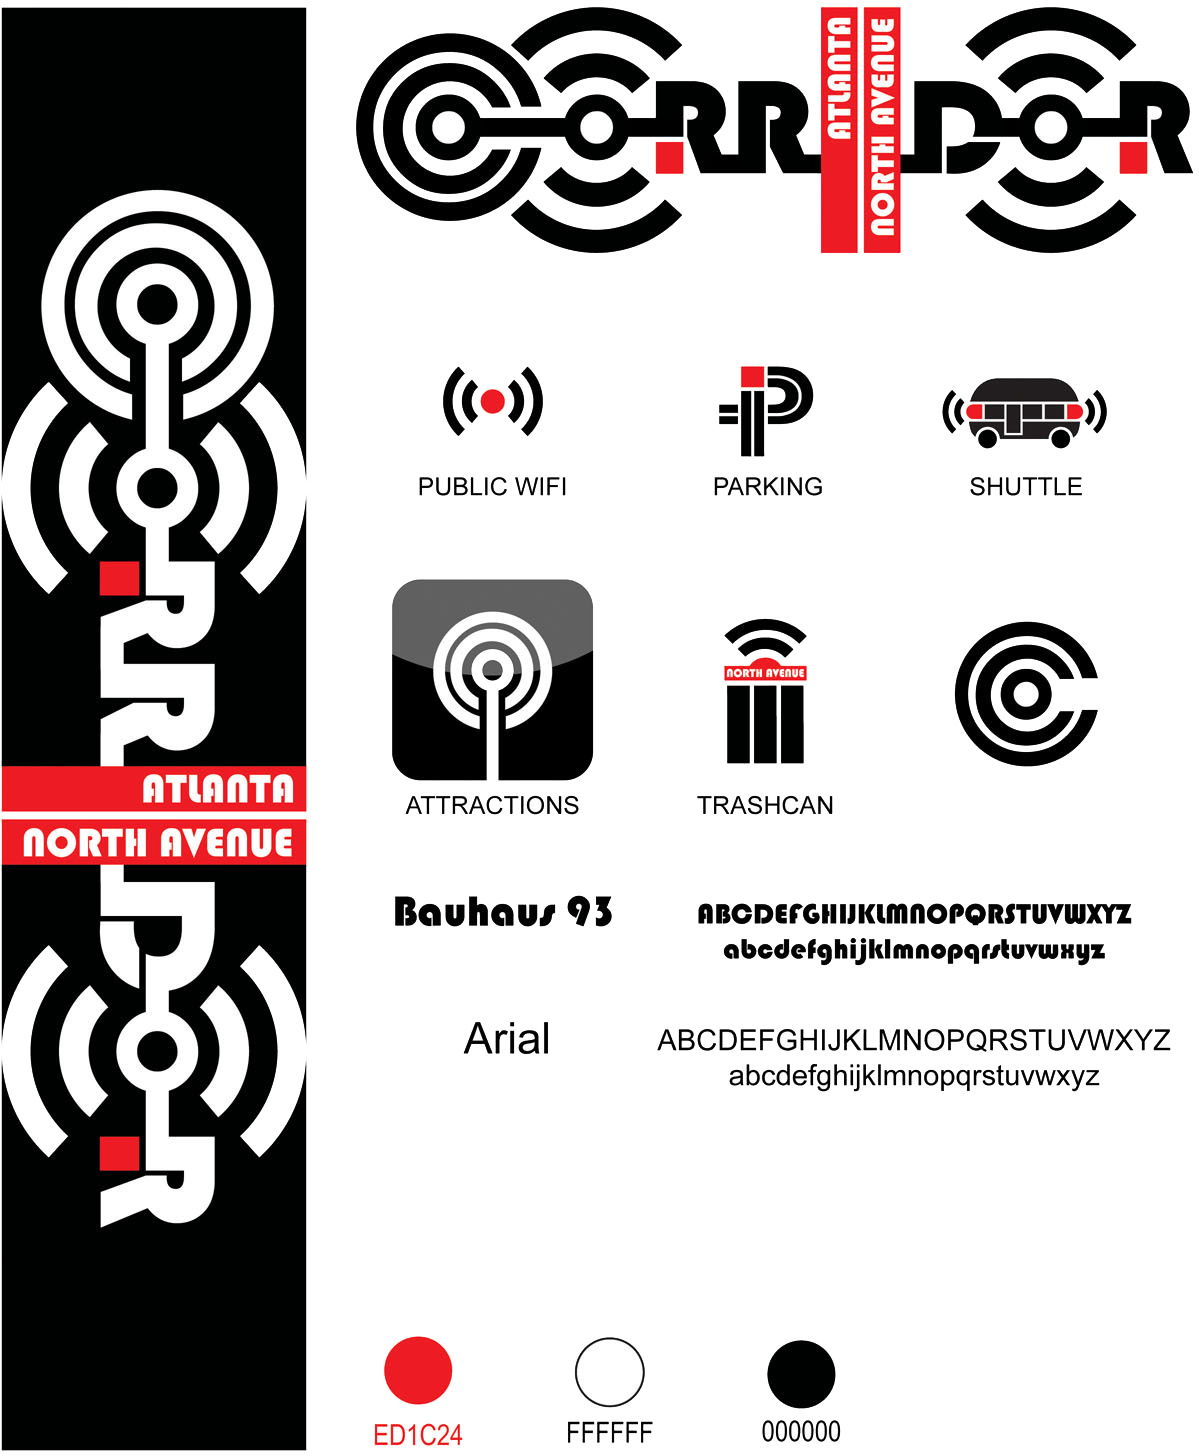 CORRIDOR
ATLANTA
NORTH AVENUE
CORRIDOR
ATLANTA
NORTH AVENUE
PUBLIC WIFI
P
PARKING
SHUTTLE
ATTRACTIONS
NORTH AVENUE
TRASHCAN
C
Bauhaus 93
ABCDEFGHIJKLMNOPQRSTUVWXYZ
abcdefghijklmnopqrstuvwxyz
Arial
ABCDEFGHIJKLMNOPQRSTUVWXYZ
abcdefghijklmnopqrstuvwxyz
ED1C24
FFFFFF
000000